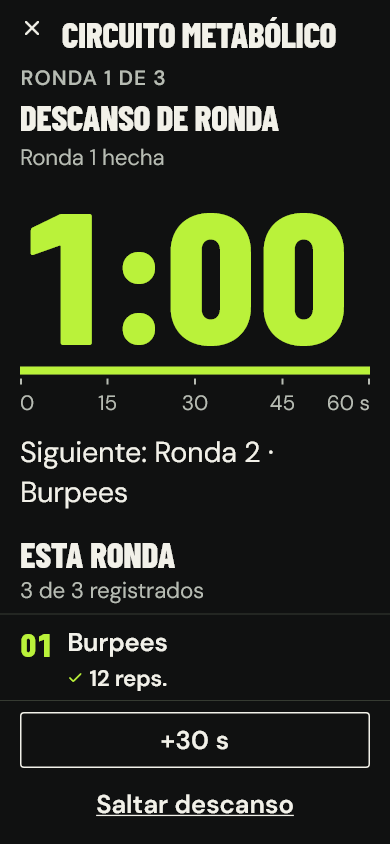 × CIRCUITO METABÓLICO
RONDA 1 DE 3
DESCANSO DE RONDA
Ronda 1 hecha
1:00
0 15 30 45 60 s
Siguiente: Ronda 2 ·
Burpees
ESTA RONDA
3 de 3 registrados
01 Burpees
✓ 12 reps.
+30 s
Saltar descanso